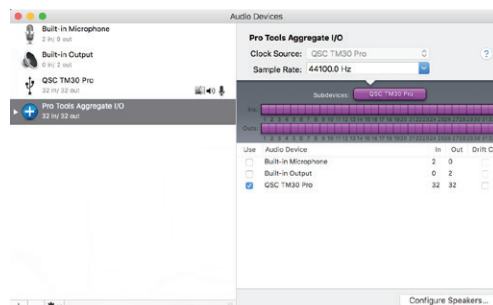 Audio Devices
Built-in Microphone
2 in/ 0 out
Built-in Output
0 in/ 2 out
QSC TM30 Pro
32 in/ 32 out
Pro Tools Aggregate I/O
32 in/ 32 out
Pro Tools Aggregate I/O
Clock Source: QSC TM30 Pro
?
Sample Rate: 44100.0 Hz
Subdevices: QSC TM30 Pro
Ins:
Outs:
Use Audio Device In Out Drift C
Built-in Microphone 2 0
Built-in Output 0 2
QSC TM30 Pro 32 32
Configure Speakers...